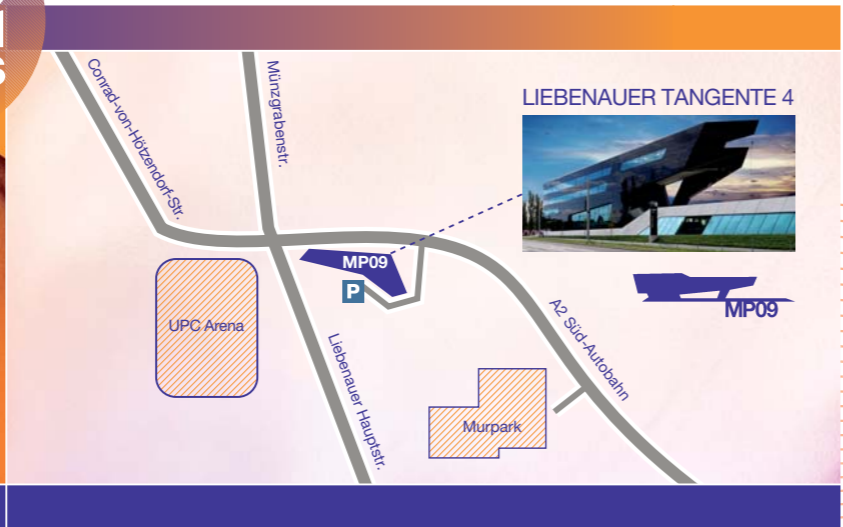 Conrad-von-Hötzendorf-Str.
Münzgrabenstr.
LIEBENAUER TANGENTE 4
MP09
P
MP09
UPC Arena
A2 Süd-Autobahn
Liebenauer Hauptstr.
Murpark